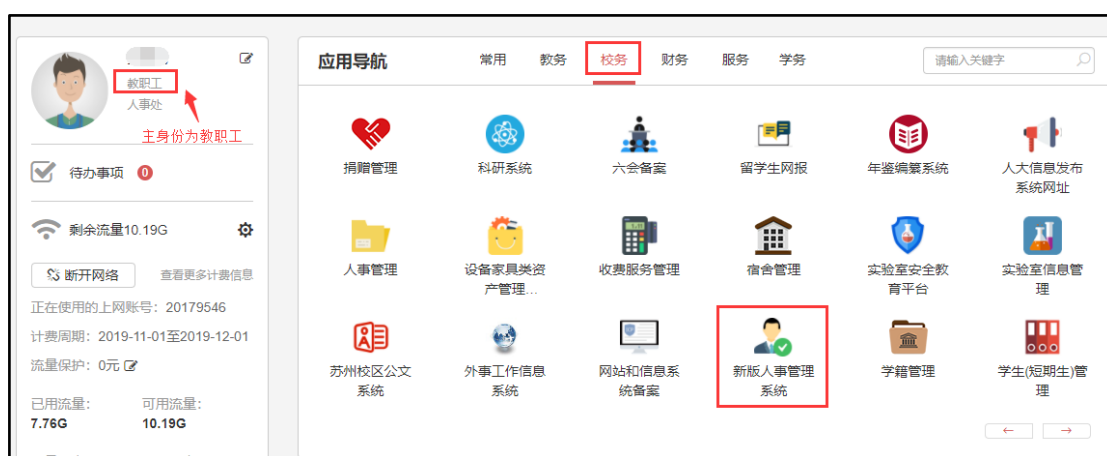 教职工
人事处
主身份为教职工
待办事项 0
剩余流量10.19G
断开网络 查看更多计费信息
正在使用的上网账号：20179546
计费周期：2019-11-01至2019-12-01
流量保护：0元
已用流量： 可用流量：
7.76G 10.19G
应用导航 常用 教务 校务 财务 服务 学务 请输入关键字
捐赠管理 科研系统 六会备案 留学生网报 年鉴编纂系统 人大信息发布
系统网址
人事管理 设备家具类资 收费服务管理 宿舍管理 实验室安全教 实验室信息管
产管理... 育平台 理
苏州校区公文 外事工作信息 网站和信息系 新版人事管理 学籍管理 学生(短期生)管
系统 系统 统备案 系统 理
← →